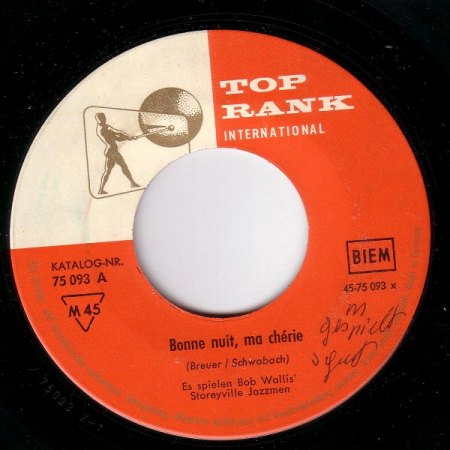 TOP
RANK
INTERNATIONAL
KATALOG-NR.
75 093 A
M 45
BIEM
45-75 093 x
gespielt
Bonne nuit, ma chérie
(Breuer / Schwabach)
Es spielen Bob Wallis'
Storeyville Jazzmen